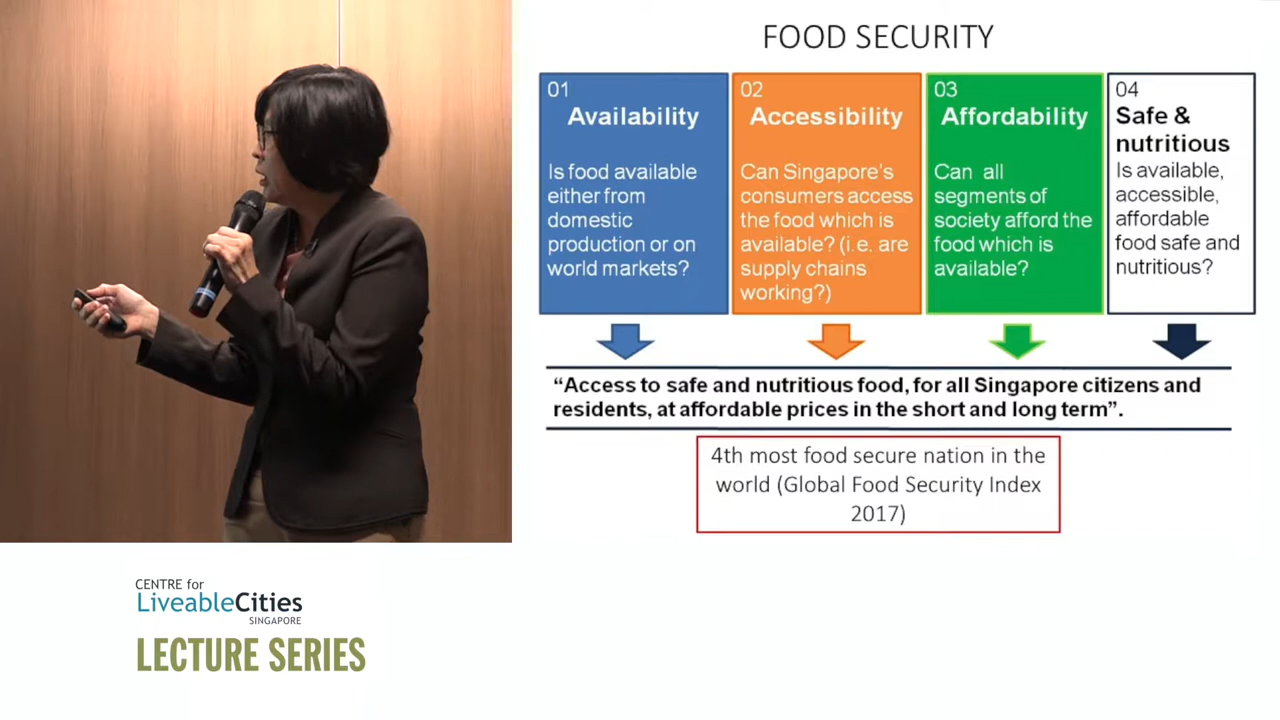 FOOD SECURITY
01
Availability
Is food available
either from
domestic
production or on
world markets?
02
Accessibility
Can Singapore's
consumers access
the food which is
available? (i.e. are
supply chains
working?)
03
Affordability
Can all
segments of
society afford the
food which is
available?
04
Safe &
nutritious
Is available,
accessible,
affordable
food safe and
nutritious?
“Access to safe and nutritious food, for all Singapore citizens and
residents, at affordable prices in the short and long term”.
4th most food secure nation in the
world (Global Food Security Index
2017)
CENTRE for
LiveableCities
SINGAPORE
LECTURE SERIES